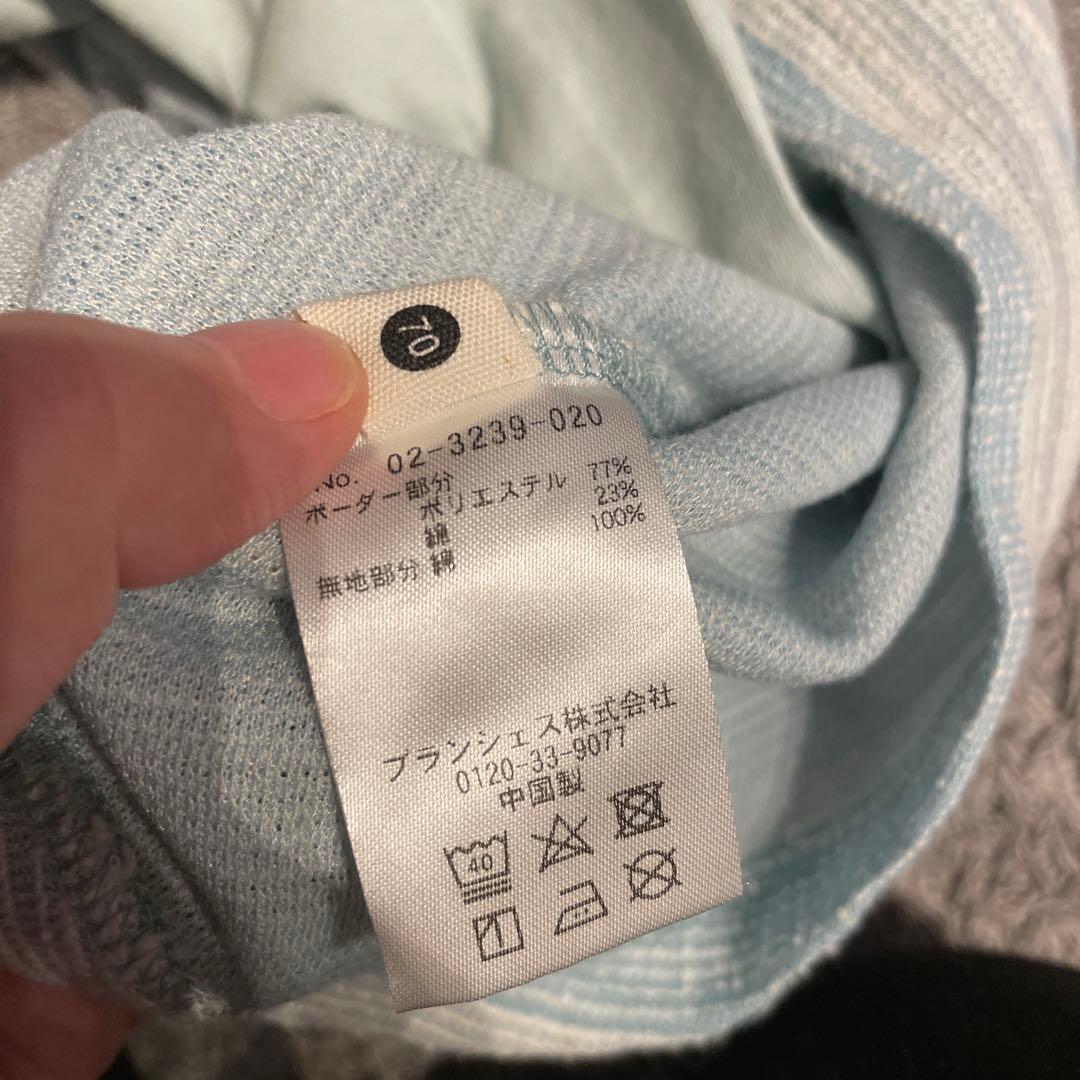 70
No. 02-3239-020
ボーダー部分
ポリエステル 77%
綿 23%
無地部分 綿 100%
ブランシェス株式会社
0120-33-9077
中国製
40